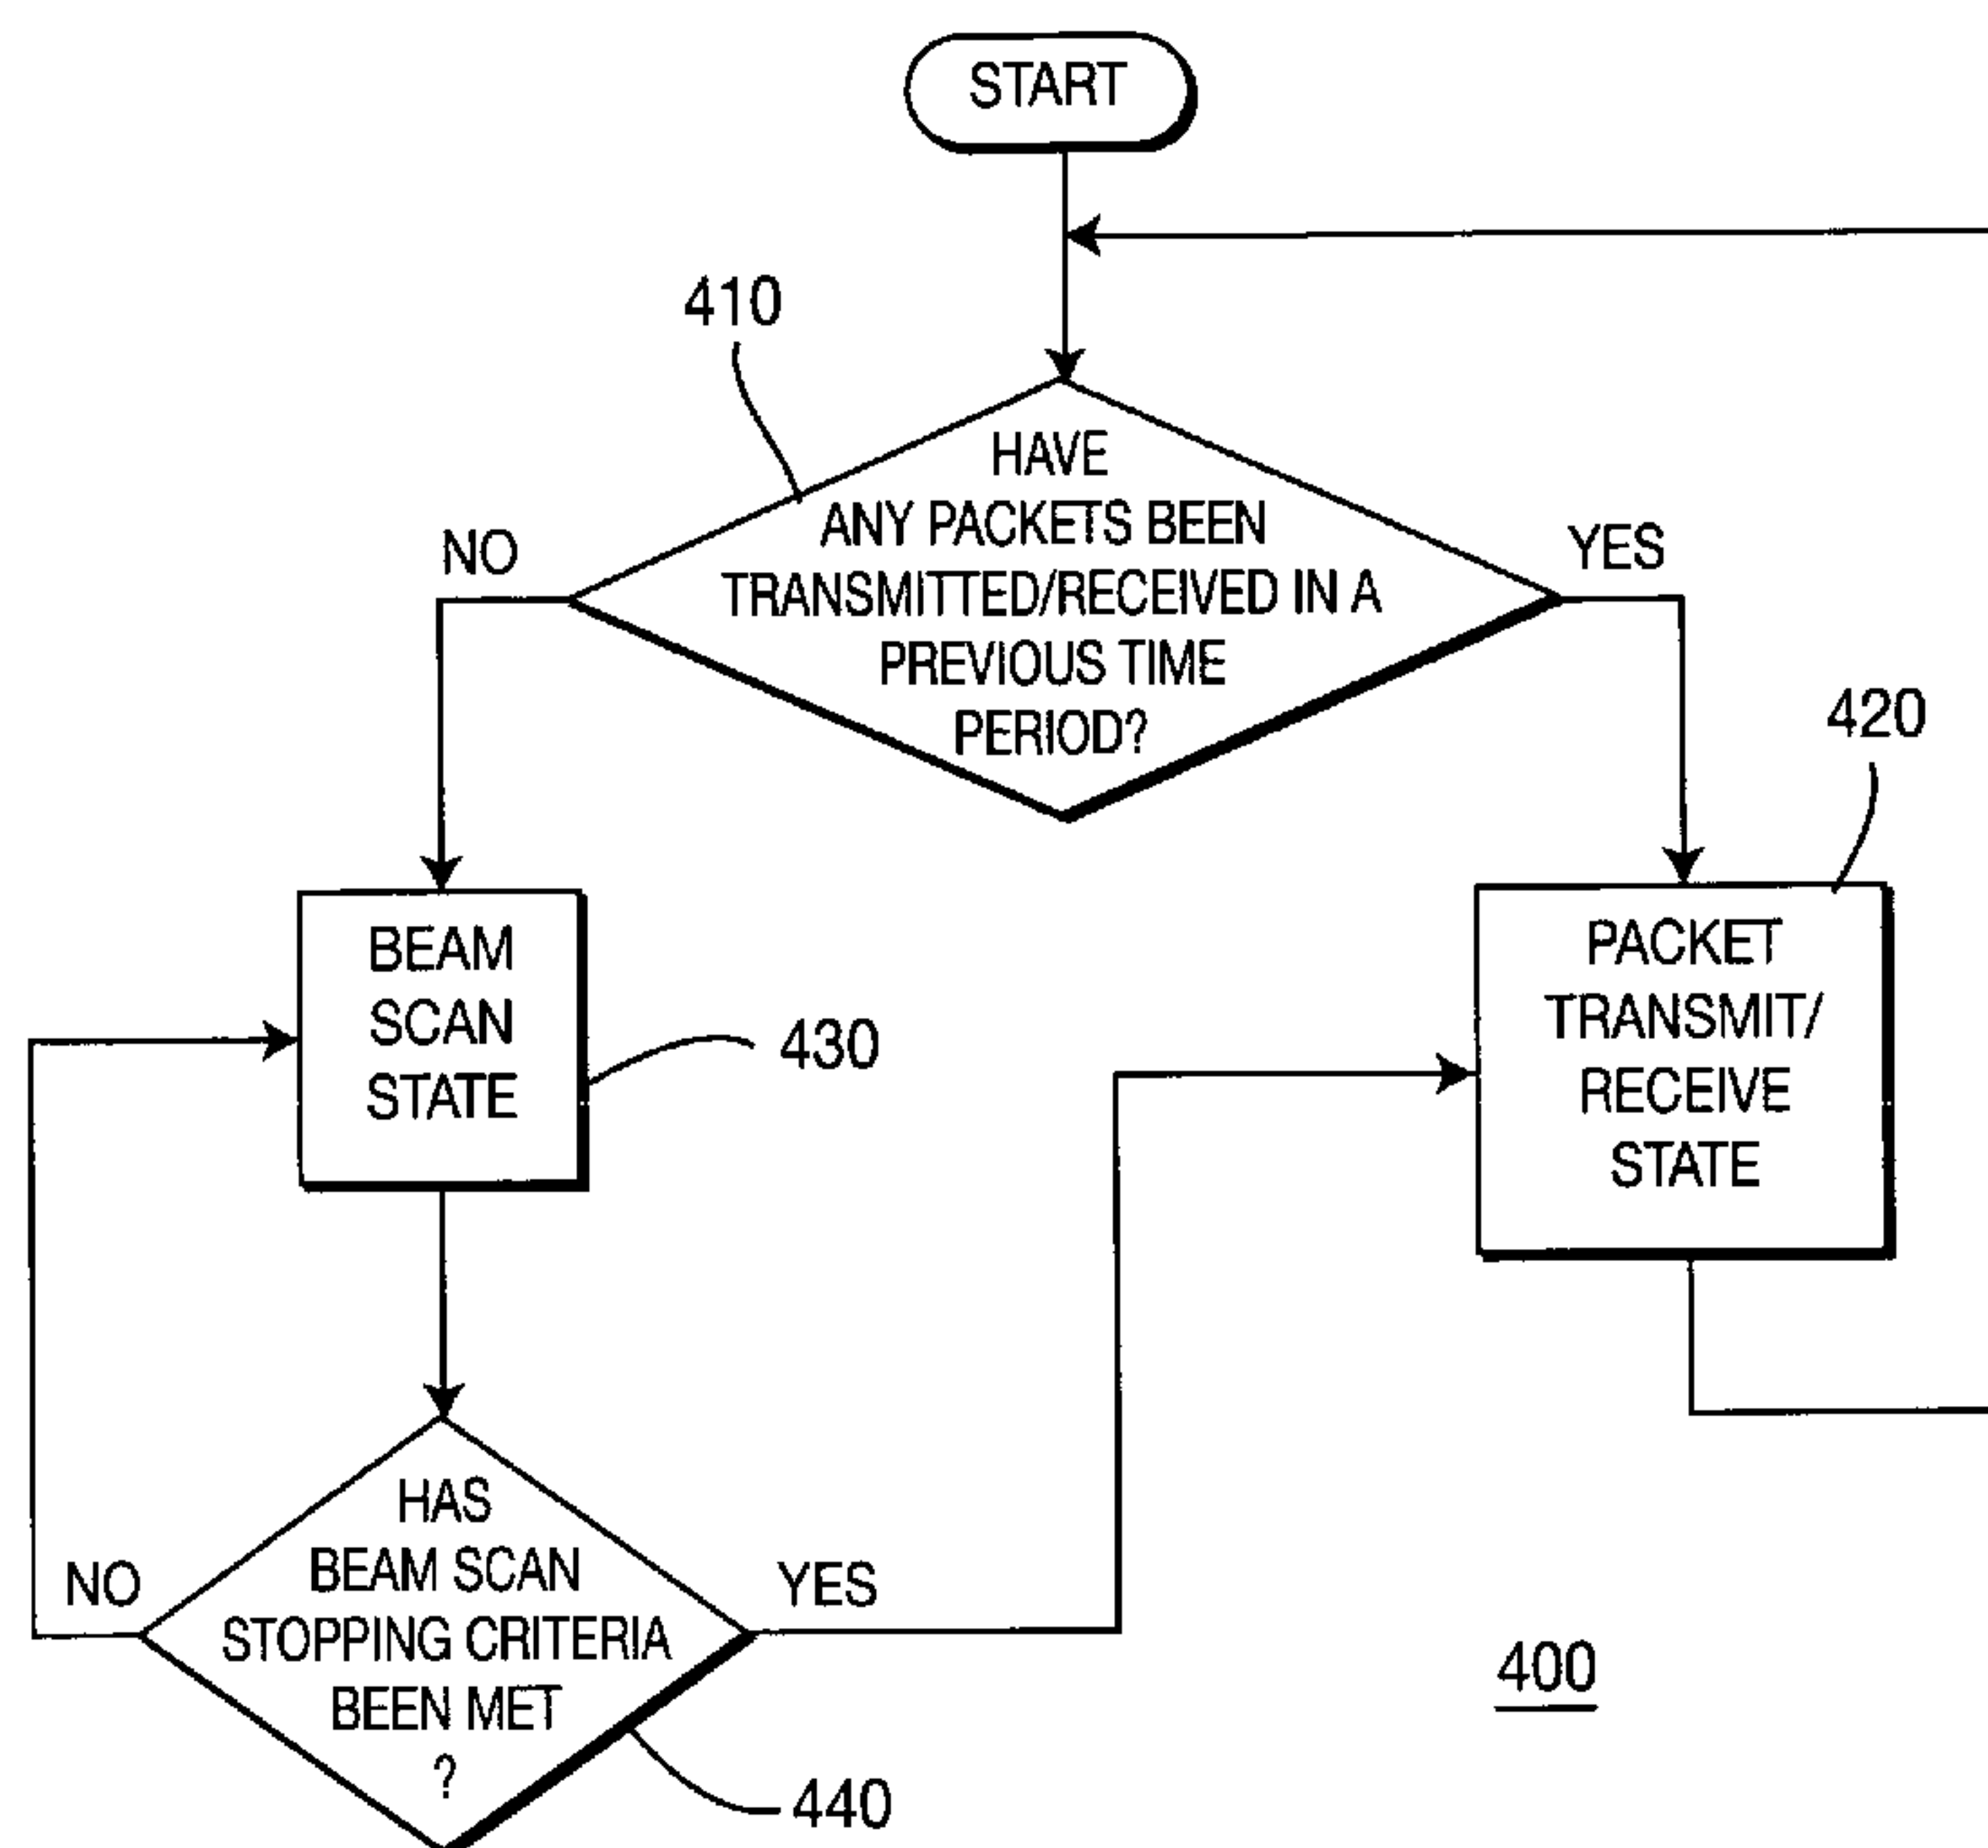 START
410
HAVE
ANY PACKETS BEEN
TRANSMITTED/RECEIVED IN A
PREVIOUS TIME
PERIOD?
NO
YES
420
BEAM
SCAN
STATE
430
PACKET
TRANSMIT/
RECEIVE
STATE
HAS
BEAM SCAN
STOPPING CRITERIA
BEEN MET
?
NO
YES
440
400